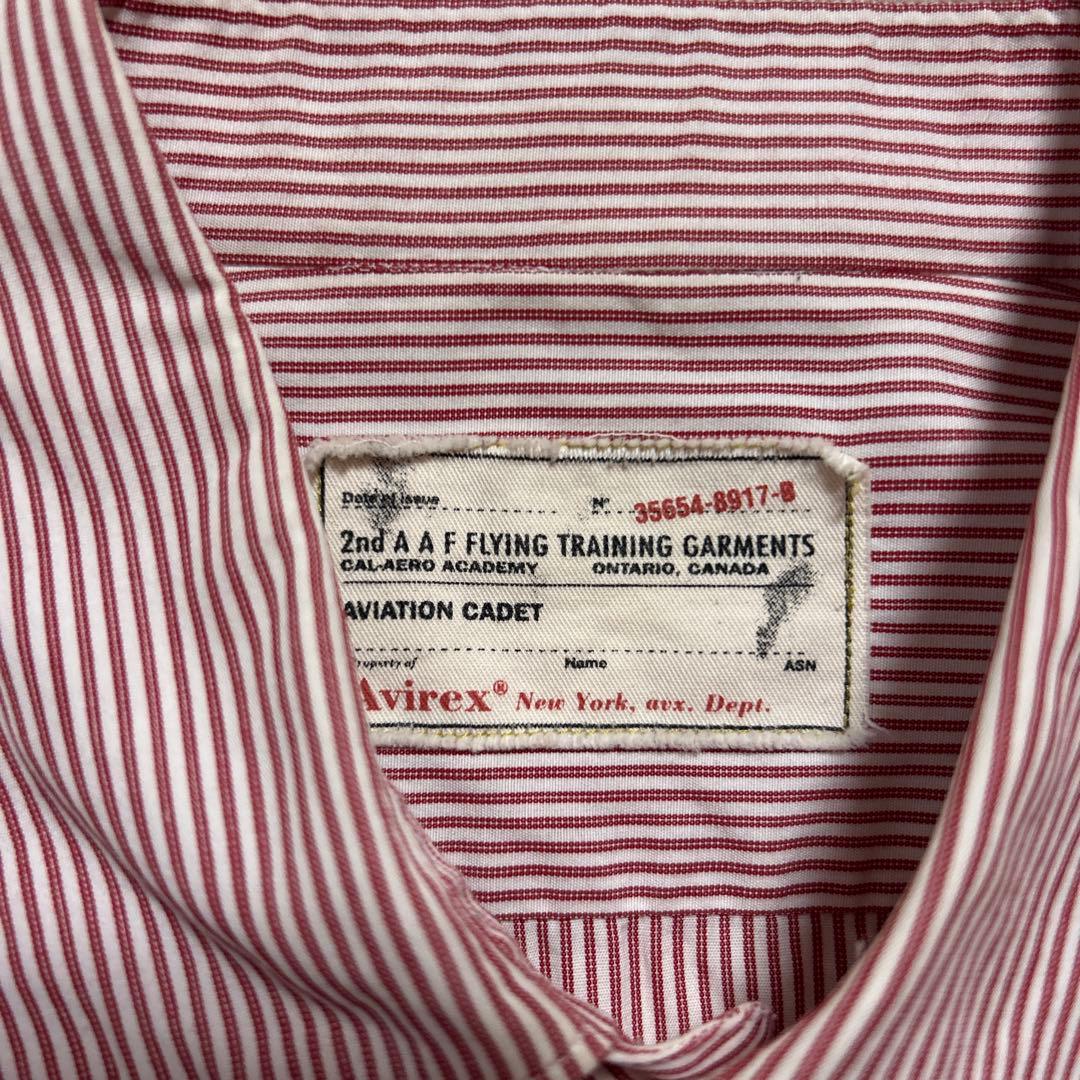 Date of issue Nº 35654-8917-B
2nd A A F FLYING TRAINING GARMENTS
CAL-AERO ACADEMY ONTARIO, CANADA
AVIATION CADET
Property of Name ASN
Avirex® New York, avx. Dept.